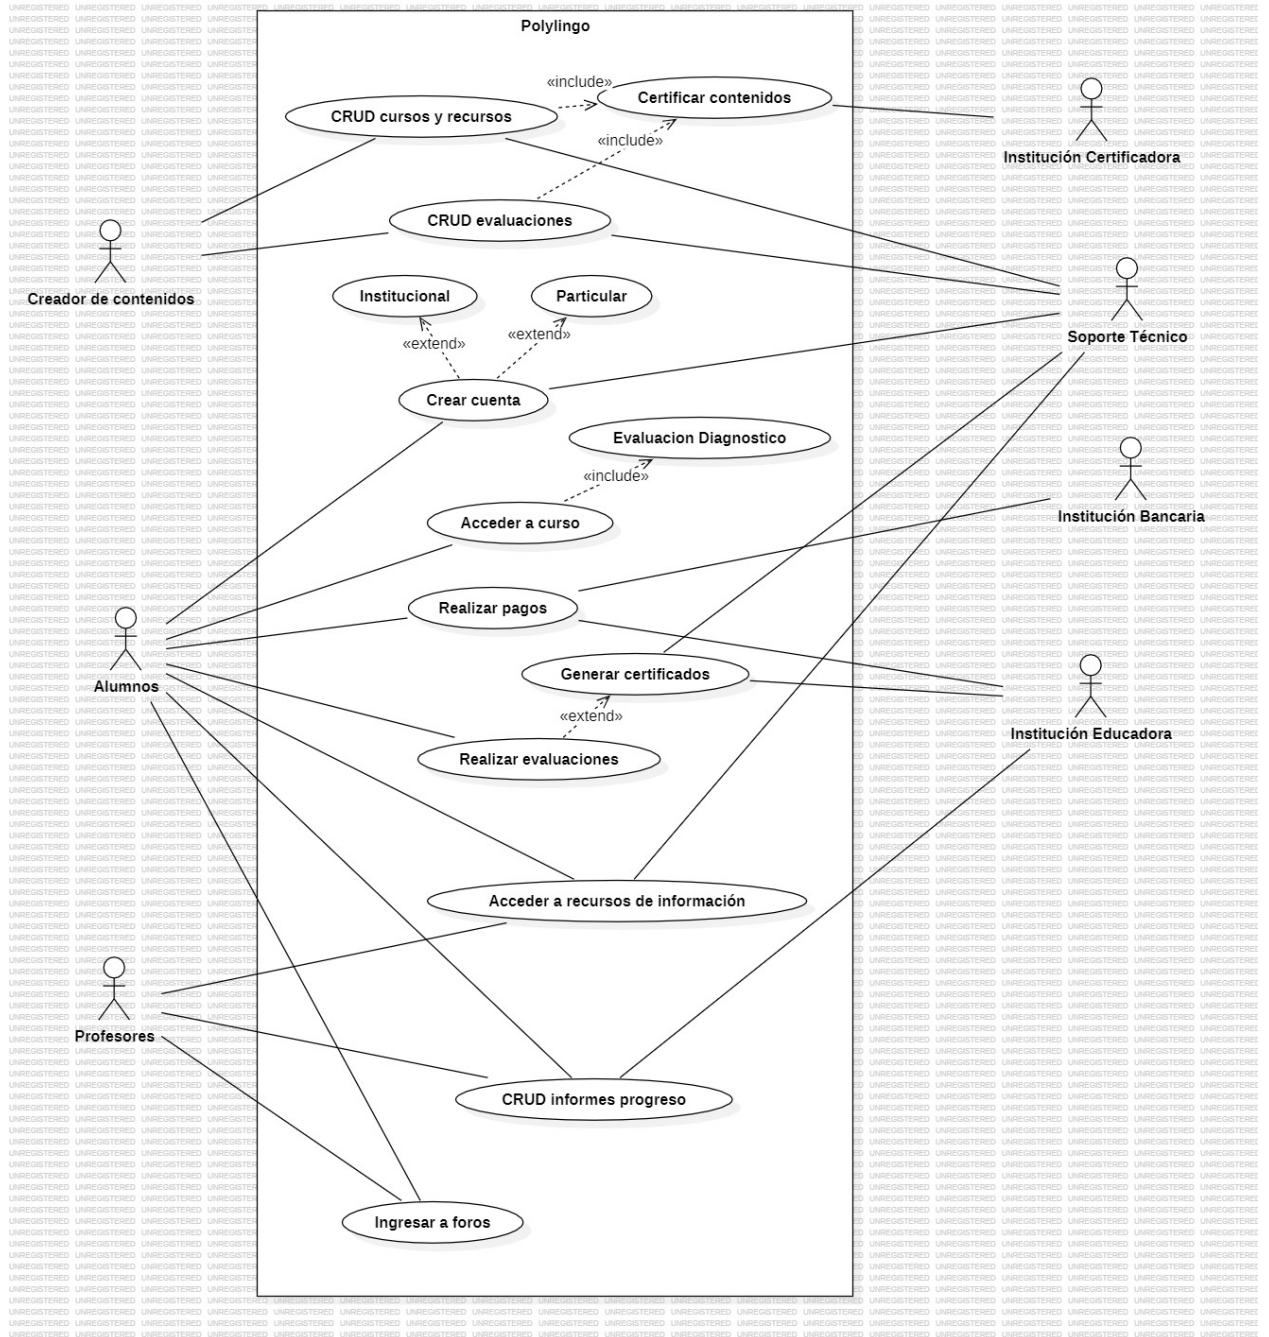 Polylingo
«include»
Certificar contenidos
CRUD cursos y recursos
«include»
Institución Certificadora
CRUD evaluaciones
Creador de contenidos
Institucional
Particular
«extend»
«extend»
Soporte Técnico
Crear cuenta
Evaluacion Diagnostico
«include»
Acceder a curso
Institución Bancaria
Realizar pagos
Generar certificados
Alumnos
«extend»
Institución Educadora
Realizar evaluaciones
Acceder a recursos de información
Profesores
CRUD informes progreso
Ingresar a foros
UNREGISTERED